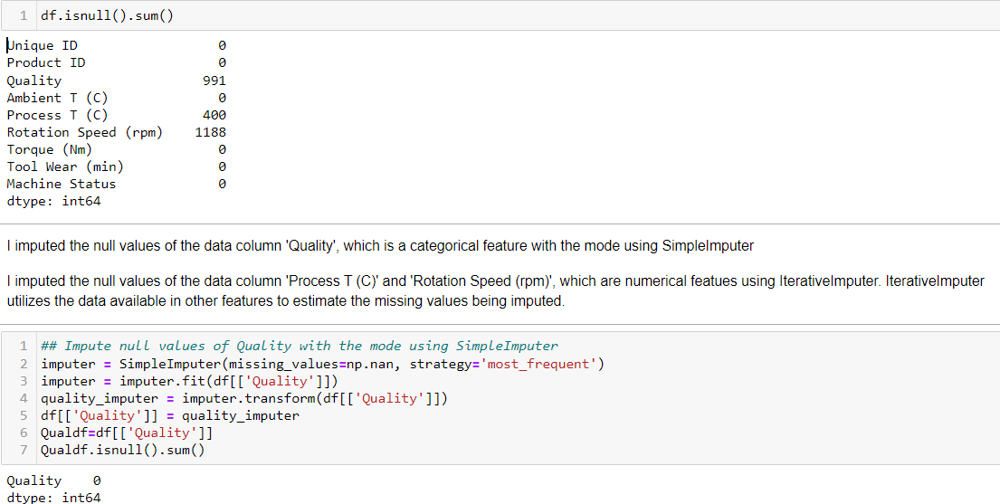 1 df.isnull().sum()
Unique ID 0
Product ID 0
Quality 991
Ambient T (C) 0
Process T (C) 400
Rotation Speed (rpm) 1188
Torque (Nm) 0
Tool Wear (min) 0
Machine Status 0
dtype: int64
I imputed the null values of the data column 'Quality', which is a categorical feature with the mode using SimpleImputer
I imputed the null values of the data column 'Process T (C)' and 'Rotation Speed (rpm)', which are numerical featues using IterativeImputer. IterativeImputer
utilizes the data available in other features to estimate the missing values being imputed.
1 ## Impute null values of Quality with the mode using SimpleImputer
2 imputer = SimpleImputer(missing_values=np.nan, strategy='most_frequent')
3 imputer = imputer.fit(df[['Quality']])
4 quality_imputer = imputer.transform(df[['Quality']])
5 df[['Quality']] = quality_imputer
6 Qualdf=df[['Quality']]
7 Qualdf.isnull().sum()
Quality 0
dtype: int64